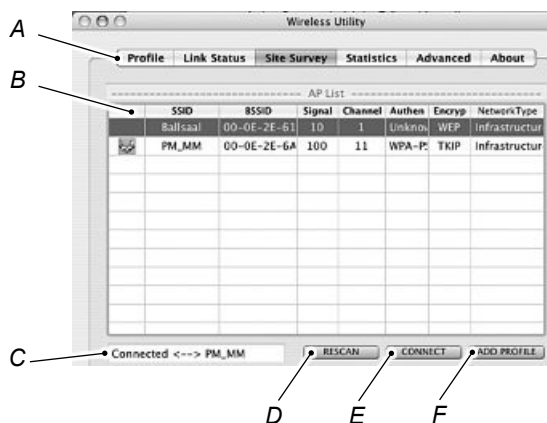 Wireless Utility
A
Profile Link Status Site Survey Statistics Advanced About
B
AP List
SSID BSSID Signal Channel Authen Encryp NetworkType
Ballsaal 00-0E-2E-61 10 1 Unknov WEP Infrastructur
PM_MM 00-0E-2E-6A 100 11 WPA-P: TKIP Infrastructur
C
Connected <--> PM_MM RESCAN CONNECT ADD PROFILE
D E F